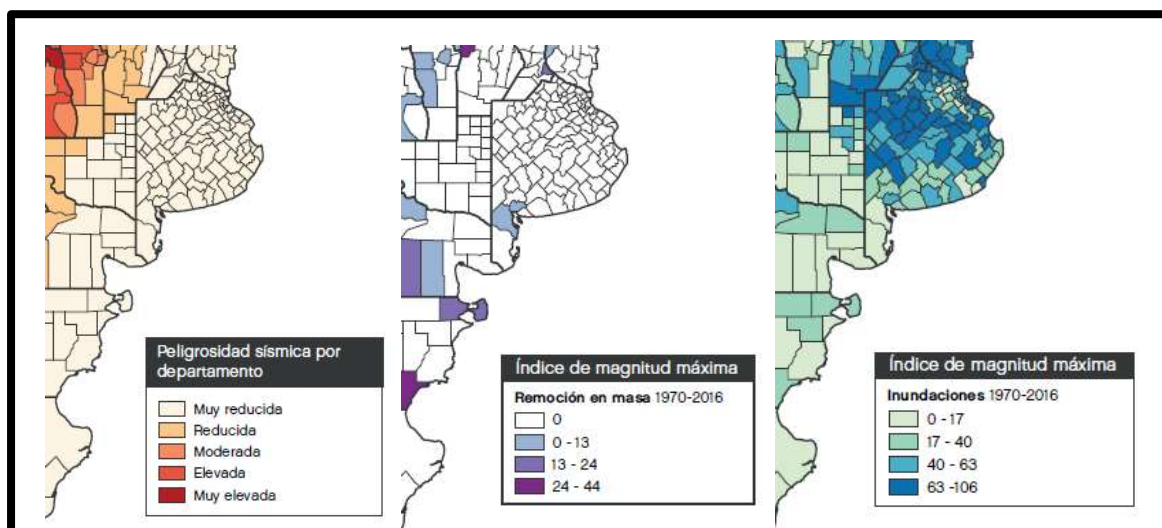 Peligrosidad sísmica por
departamento
Muy reducida
Reducida
Moderada
Elevada
Muy elevada
Índice de magnitud máxima
Remoción en masa 1970-2016
0
0 -13
13 - 24
24 - 44
Índice de magnitud máxima
Inundaciones 1970-2016
0 -17
17 - 40
40 - 63
63 -106